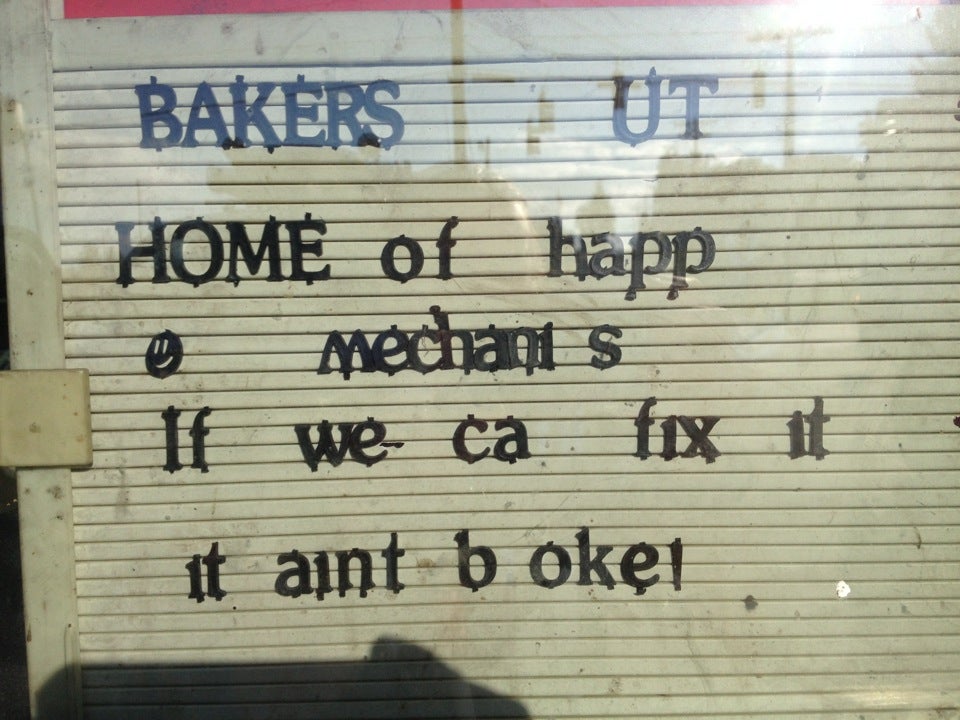 BAKERS UT
HOME of happ
mechani s
If we ca fix it
it aint b oke!